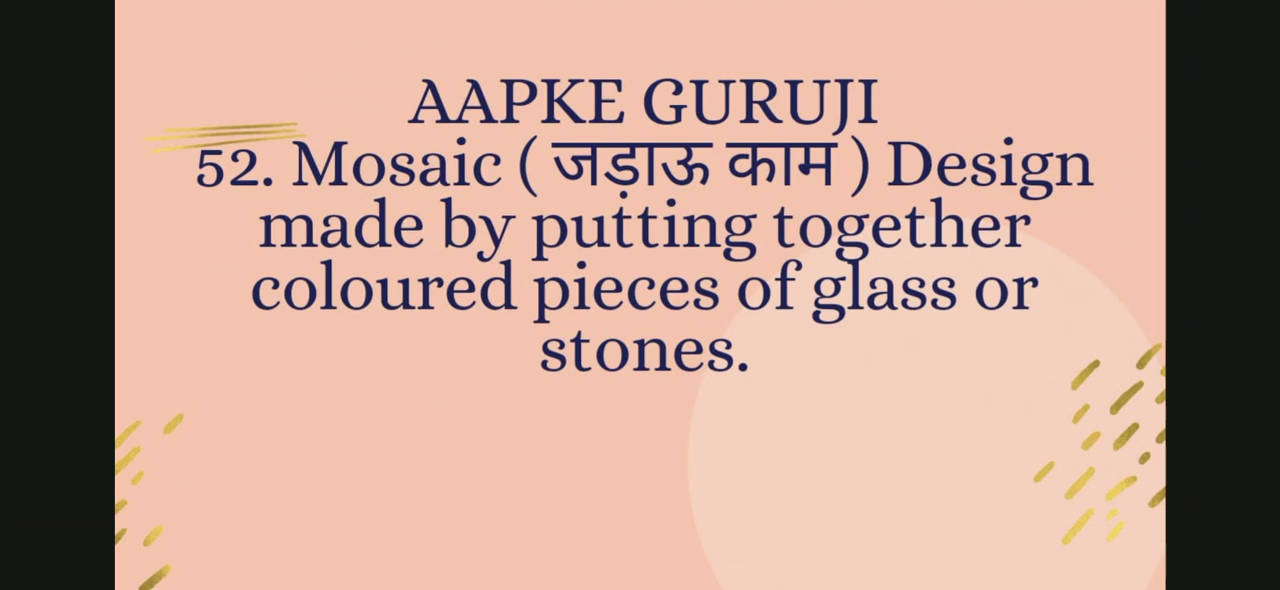 AAPKE GURUJI
52. Mosaic ( जड़ाऊ काम ) Design
made by putting together
coloured pieces of glass or
stones.